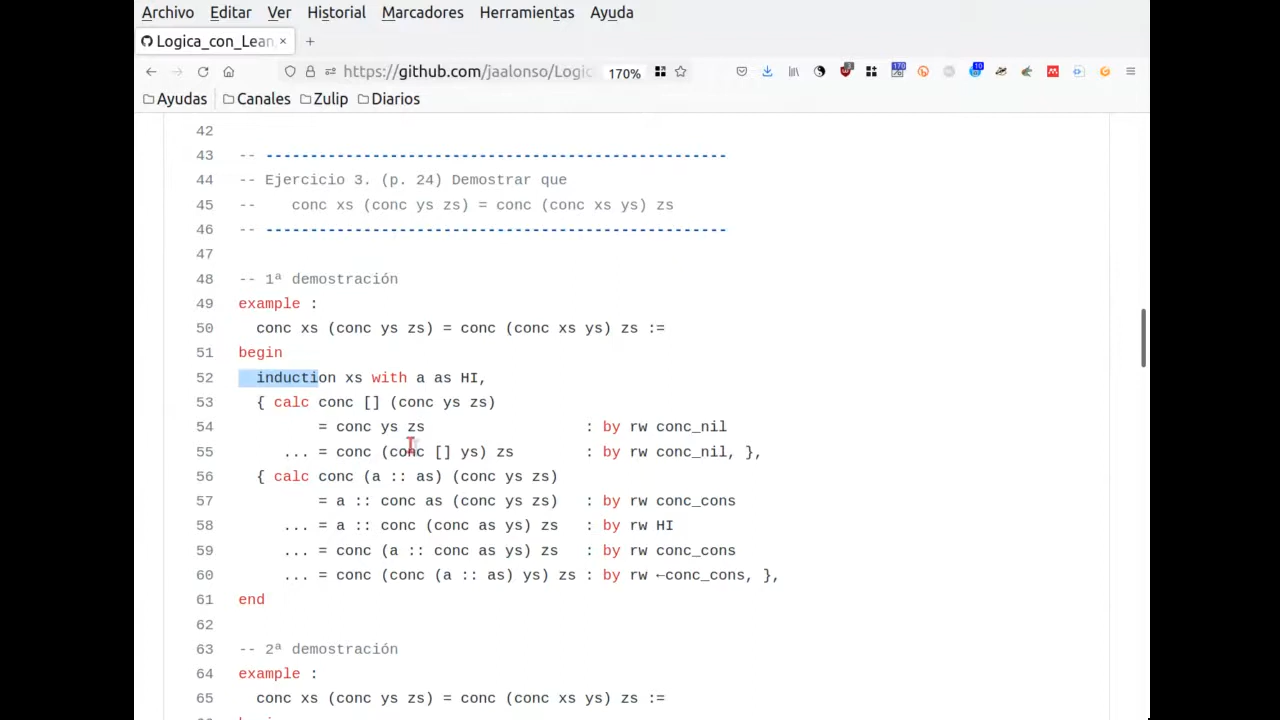 Archivo Editar Ver Historial Marcadores Herramientas Ayuda
Logica_con_Lean
https://github.com/jaalonso/Logic 170%
Ayudas Canales Zulip Diarios
42
43 -- ----------------------------------------------------
44 -- Ejercicio 3. (p. 24) Demostrar que
45 --    conc xs (conc ys zs) = conc (conc xs ys) zs
46 -- ----------------------------------------------------
47
48 -- 1ª demostración
49 example :
50   conc xs (conc ys zs) = conc (conc xs ys) zs :=
51 begin
52   induction xs with a as HI,
53   { calc conc [] (conc ys zs)
54          = conc ys zs                  : by rw conc_nil
55      ... = conc (conc [] ys) zs        : by rw conc_nil, },
56   { calc conc (a :: as) (conc ys zs)
57          = a :: conc as (conc ys zs)   : by rw conc_cons
58      ... = a :: conc (conc as ys) zs   : by rw HI
59      ... = conc (a :: conc as ys) zs   : by rw conc_cons
60      ... = conc (conc (a :: as) ys) zs : by rw ←conc_cons, },
61 end
62
63 -- 2ª demostración
64 example :
65   conc xs (conc ys zs) = conc (conc xs ys) zs :=